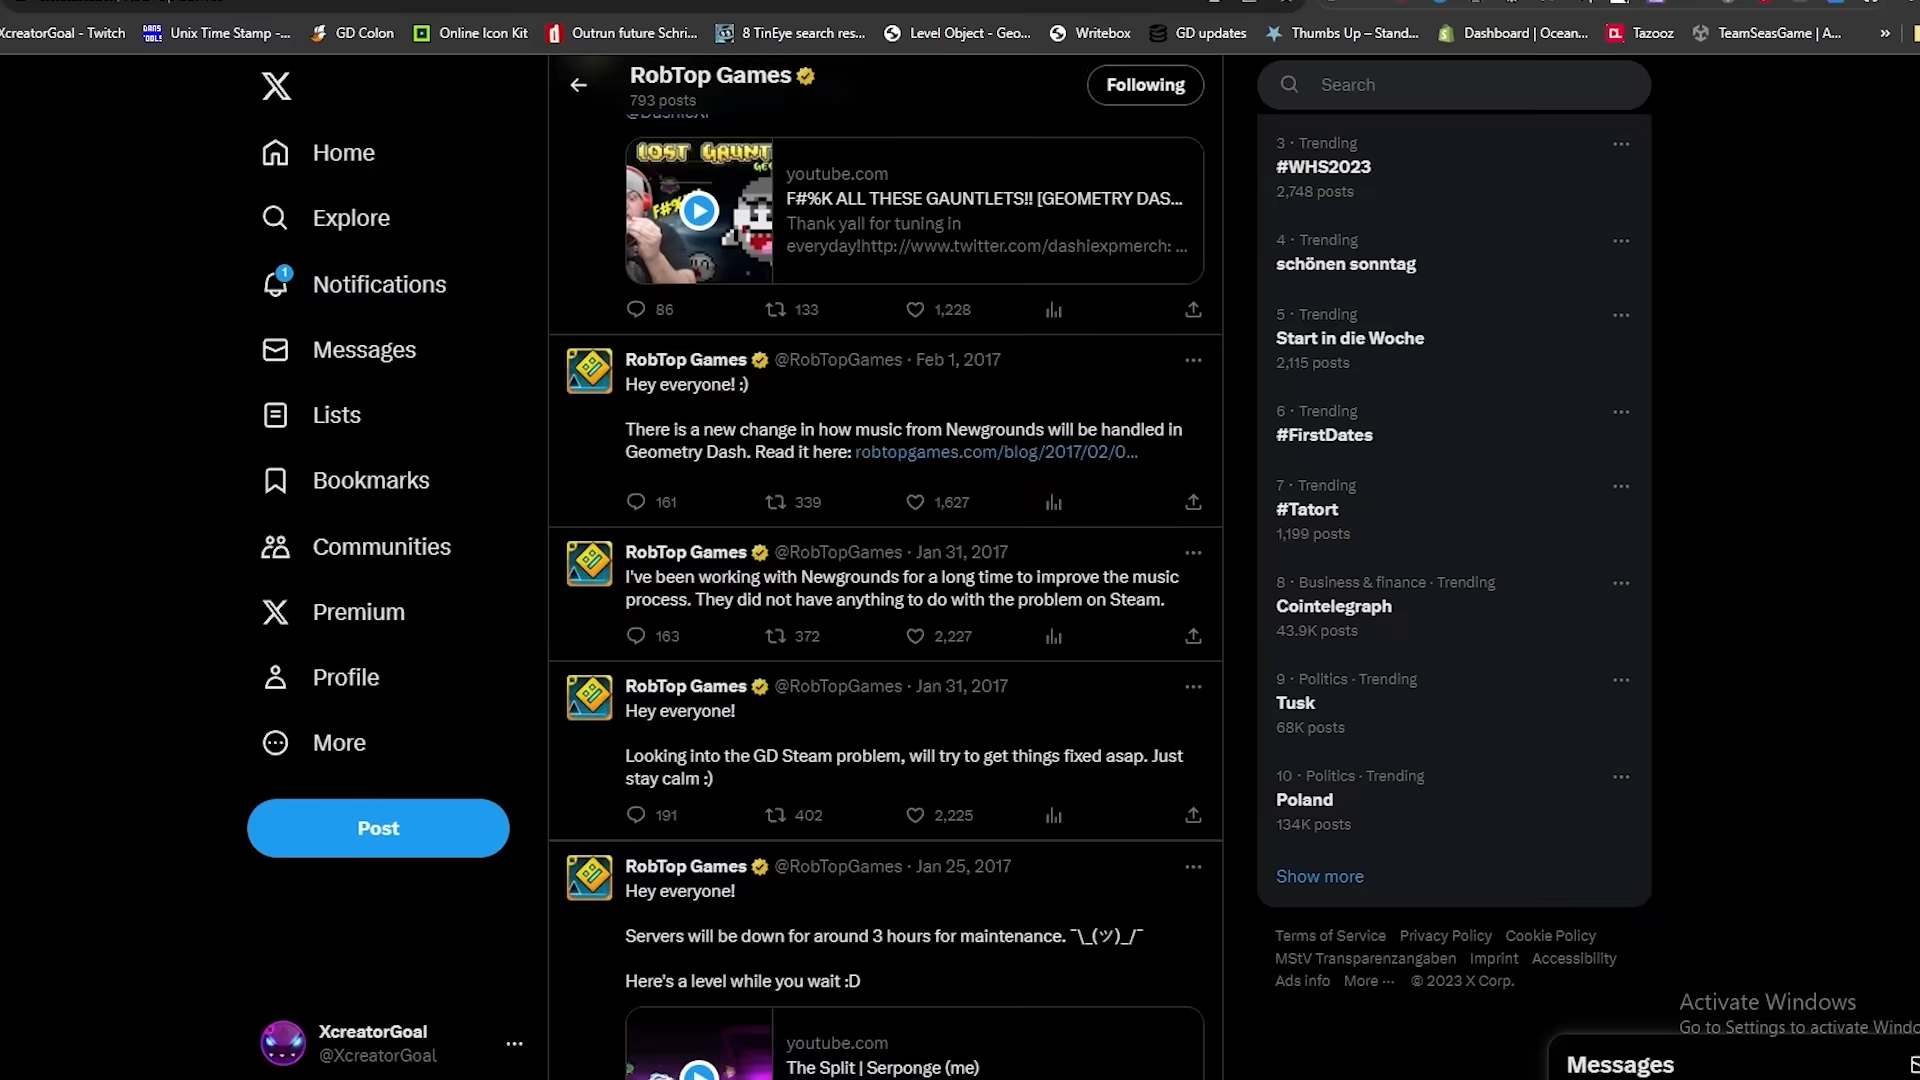 XcreatorGoal - Twitch
Unix Time Stamp -...
GD Colon
Online Icon Kit
Outrun future Schri...
8 TinEye search res...
Level Object - Geo...
Writebox
GD updates
Thumbs Up – Stand...
Dashboard | Ocean...
Tazooz
TeamSeasGame | A...
»
Home
Explore
1
Notifications
Messages
Lists
Bookmarks
Communities
Premium
Profile
More
Post
XcreatorGoal
@XcreatorGoal
RobTop Games
793 posts
Following
@DashieXP
LOST GAUNT
youtube.com
F#%K ALL THESE GAUNTLETS!! [GEOMETRY DAS...
Thank yall for tuning in
everyday!http://www.twitter.com/dashiexpmerch: ...
86 133 1,228
RobTop Games @RobTopGames · Feb 1, 2017
Hey everyone! :)
There is a new change in how music from Newgrounds will be handled in
Geometry Dash. Read it here: robtopgames.com/blog/2017/02/0...
161 339 1,627
RobTop Games @RobTopGames · Jan 31, 2017
I've been working with Newgrounds for a long time to improve the music
process. They did not have anything to do with the problem on Steam.
163 372 2,227
RobTop Games @RobTopGames · Jan 31, 2017
Hey everyone!
Looking into the GD Steam problem, will try to get things fixed asap. Just
stay calm :)
191 402 2,225
RobTop Games @RobTopGames · Jan 25, 2017
Hey everyone!
Servers will be down for around 3 hours for maintenance. ¯\_(ツ)_/¯
Here's a level while you wait :D
youtube.com
The Split | Serponge (me)
Search
3 · Trending
#WHS2023
2,748 posts
4 · Trending
schönen sonntag
5 · Trending
Start in die Woche
2,115 posts
6 · Trending
#FirstDates
7 · Trending
#Tatort
1,199 posts
8 · Business & finance · Trending
Cointelegraph
43.9K posts
9 · Politics · Trending
Tusk
68K posts
10 · Politics · Trending
Poland
134K posts
Show more
Terms of Service Privacy Policy Cookie Policy
MStV Transparenzangaben Imprint Accessibility
Ads info More ··· © 2023 X Corp.
Activate Windows
Go to Settings to activate Windo
Messages